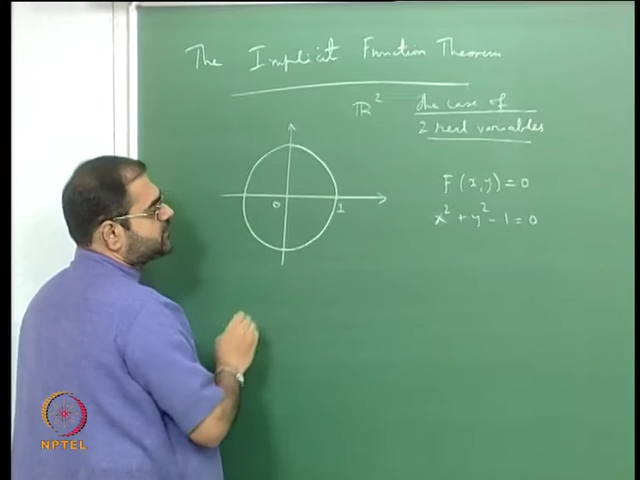 The Implicit Function Theorem
ℝ² the case of
2 real variables
F(x,y)=0
x²+y²-1=0
0 1
NPTEL